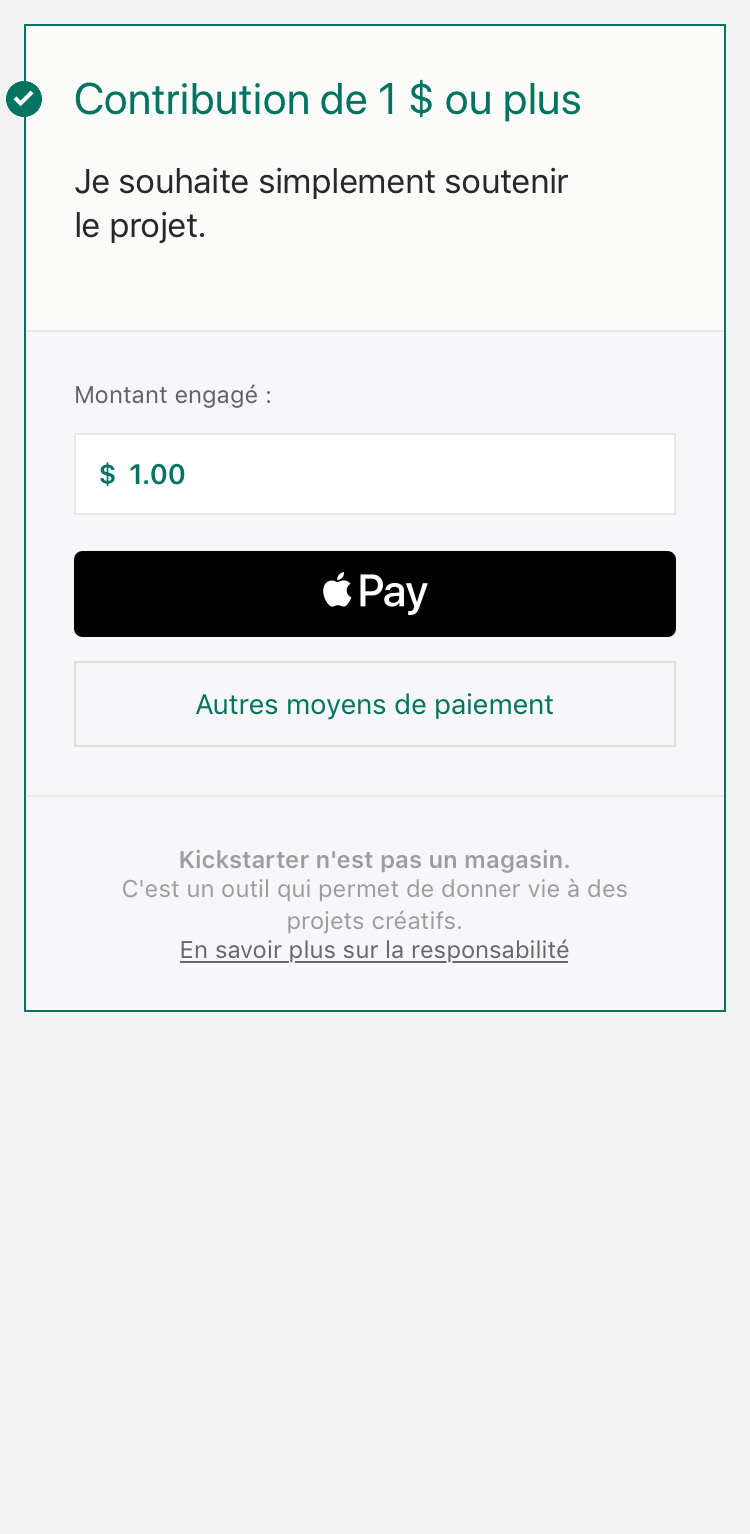 Contribution de 1 $ ou plus
Je souhaite simplement soutenir
le projet.
Montant engagé :
$ 1.00
Pay
Autres moyens de paiement
Kickstarter n'est pas un magasin.
C'est un outil qui permet de donner vie à des
projets créatifs.
En savoir plus sur la responsabilité